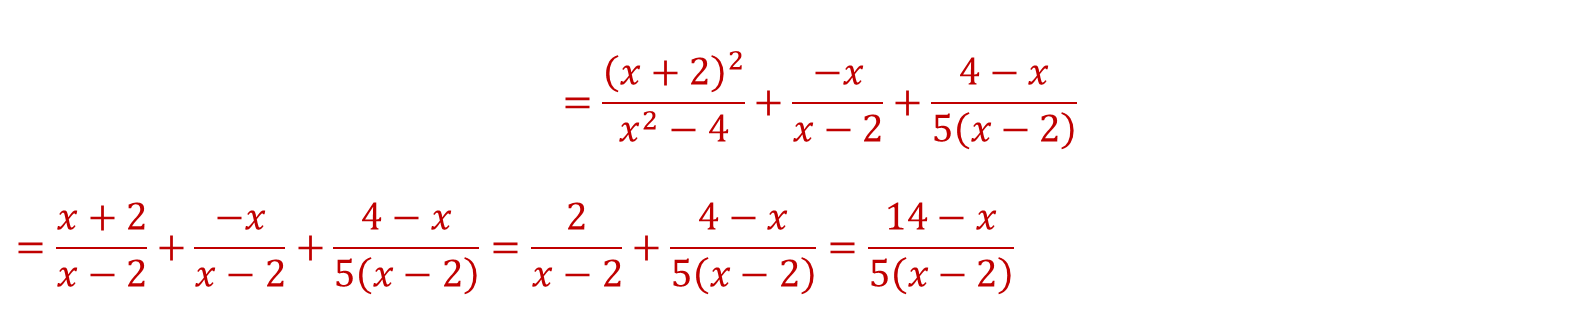 = (x + 2)² / (x² − 4) + −x / (x − 2) + (4 − x) / 5(x − 2)
= (x + 2) / (x − 2) + −x / (x − 2) + (4 − x) / 5(x − 2) = 2 / (x − 2) + (4 − x) / 5(x − 2) = (14 − x) / 5(x − 2)